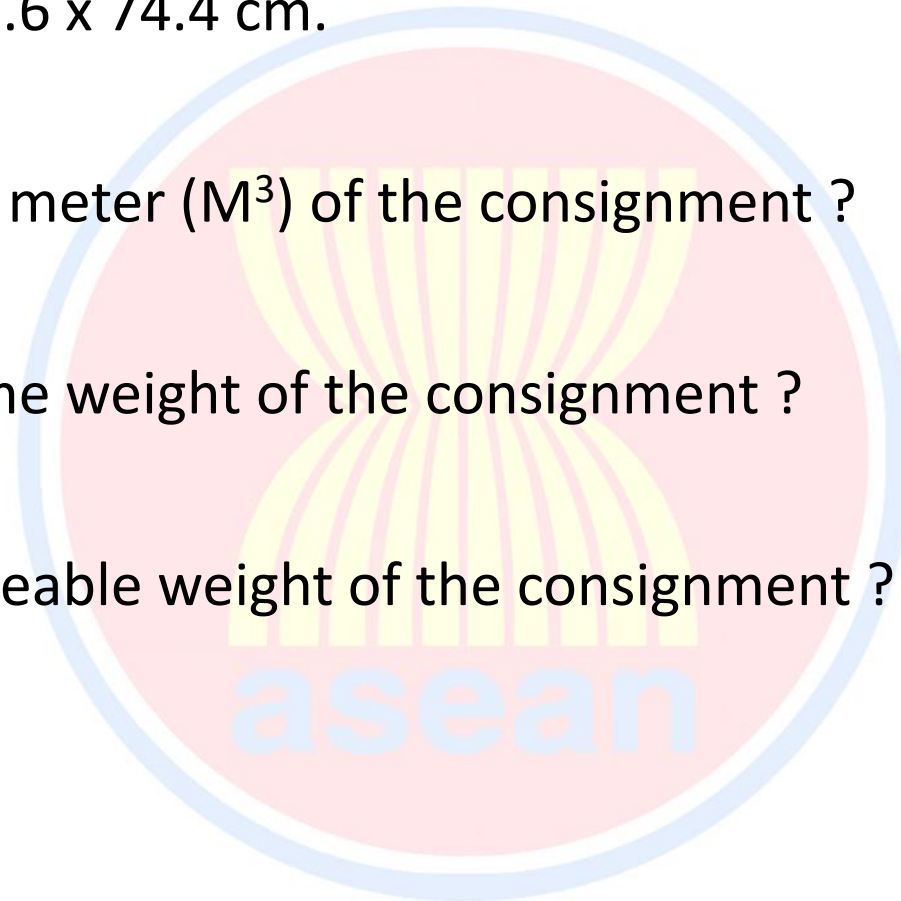 .6 x 74.4 cm.
meter (M³) of the consignment ?
he weight of the consignment ?
eable weight of the consignment ?
asean